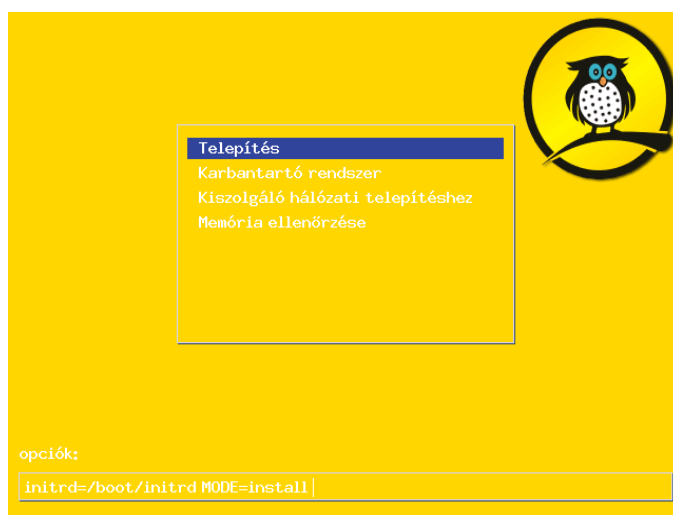 Telepítés
Karbantartó rendszer
Kiszolgáló hálózati telepítéshez
Memória ellenőrzése
opciók:
initrd=/boot/initrd MODE=install